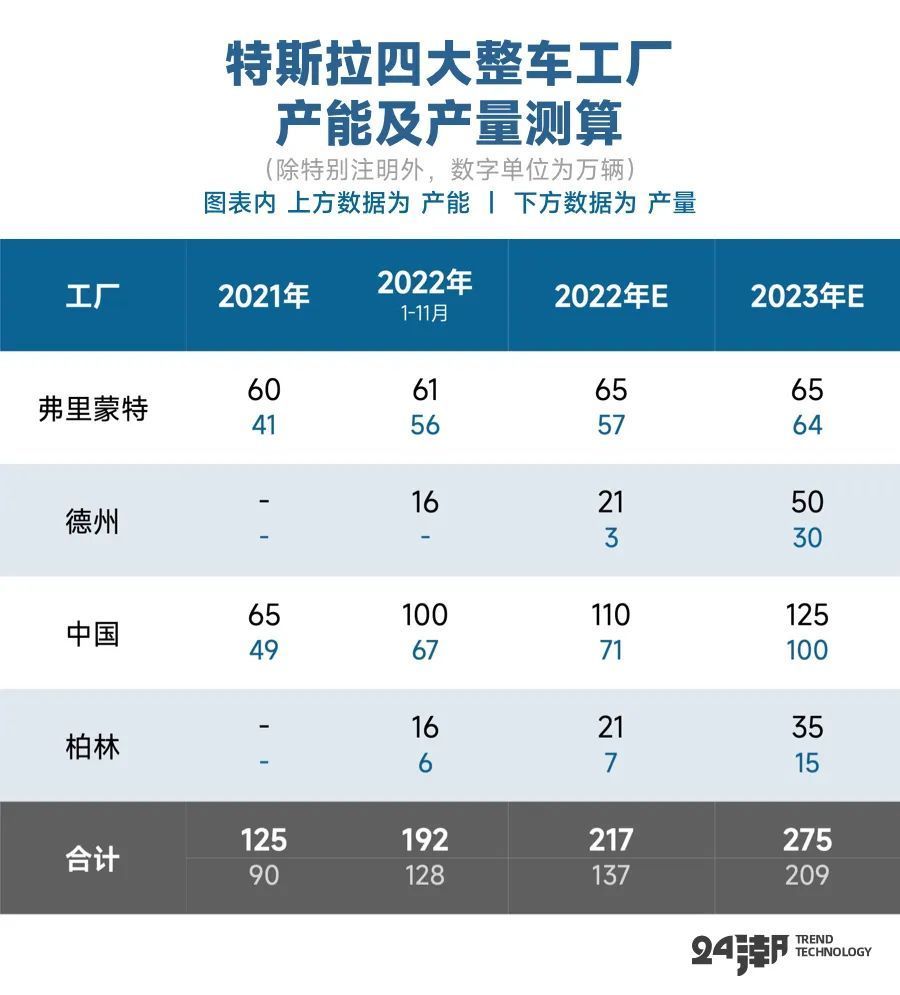 特斯拉四大整车工厂
产能及产量测算
（除特别注明外，数字单位为万辆）
图表内 上方数据为 产能 | 下方数据为 产量
工厂 2021年 2022年 1-11月 2022年E 2023年E
弗里蒙特 60 61 65 65
41 56 57 64
德州 - 16 21 50
- - 3 30
中国 65 100 110 125
49 67 71 100
柏林 - 16 21 35
- 6 7 15
合计 125 192 217 275
90 128 137 209
24潮 TREND
TECHNOLOGY